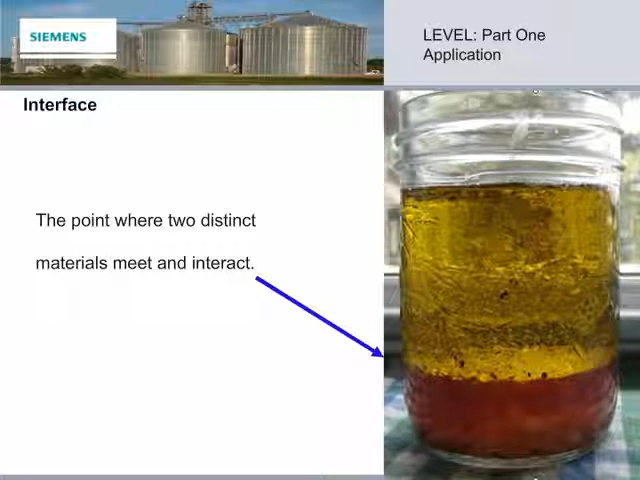 SIEMENS
LEVEL: Part One
Application
Interface
The point where two distinct
materials meet and interact.